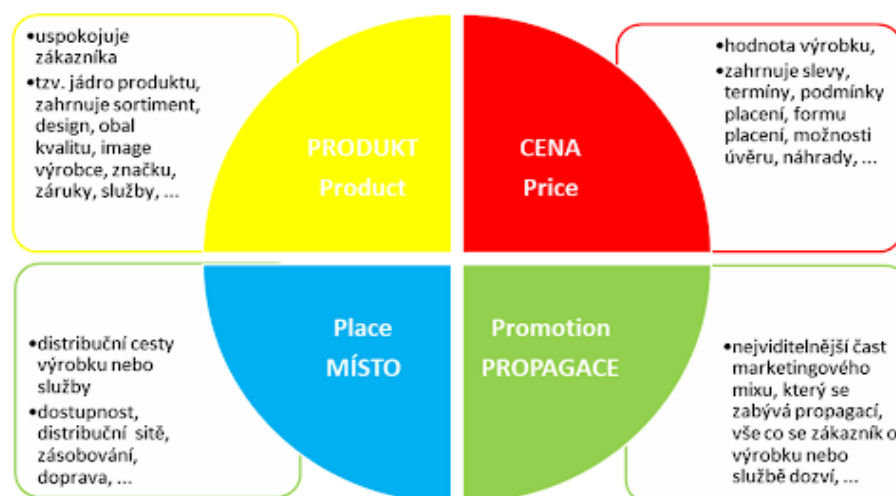 •uspokojuje
zákazníka
•tzv. jádro produktu,
zahrnuje sortiment,
design, obal
kvalitu, image
výrobce, značku,
záruky, služby, ...
PRODUKT
Product
CENA
Price
•hodnota výrobku,
•zahrnuje slevy,
termíny, podmínky
placení, formu
placení, možnosti
úvěru, náhrady, ...
•distribuční cesty
výrobku nebo
služby
•dostupnost,
distribuční sítě,
zásobování,
doprava, ...
Place
MÍSTO
Promotion
PROPAGACE
•nejviditelnější čast
marketingového
mixu, který se
zabývá propagací,
vše co se zákazník o
výrobku nebo
službě dozví, ...